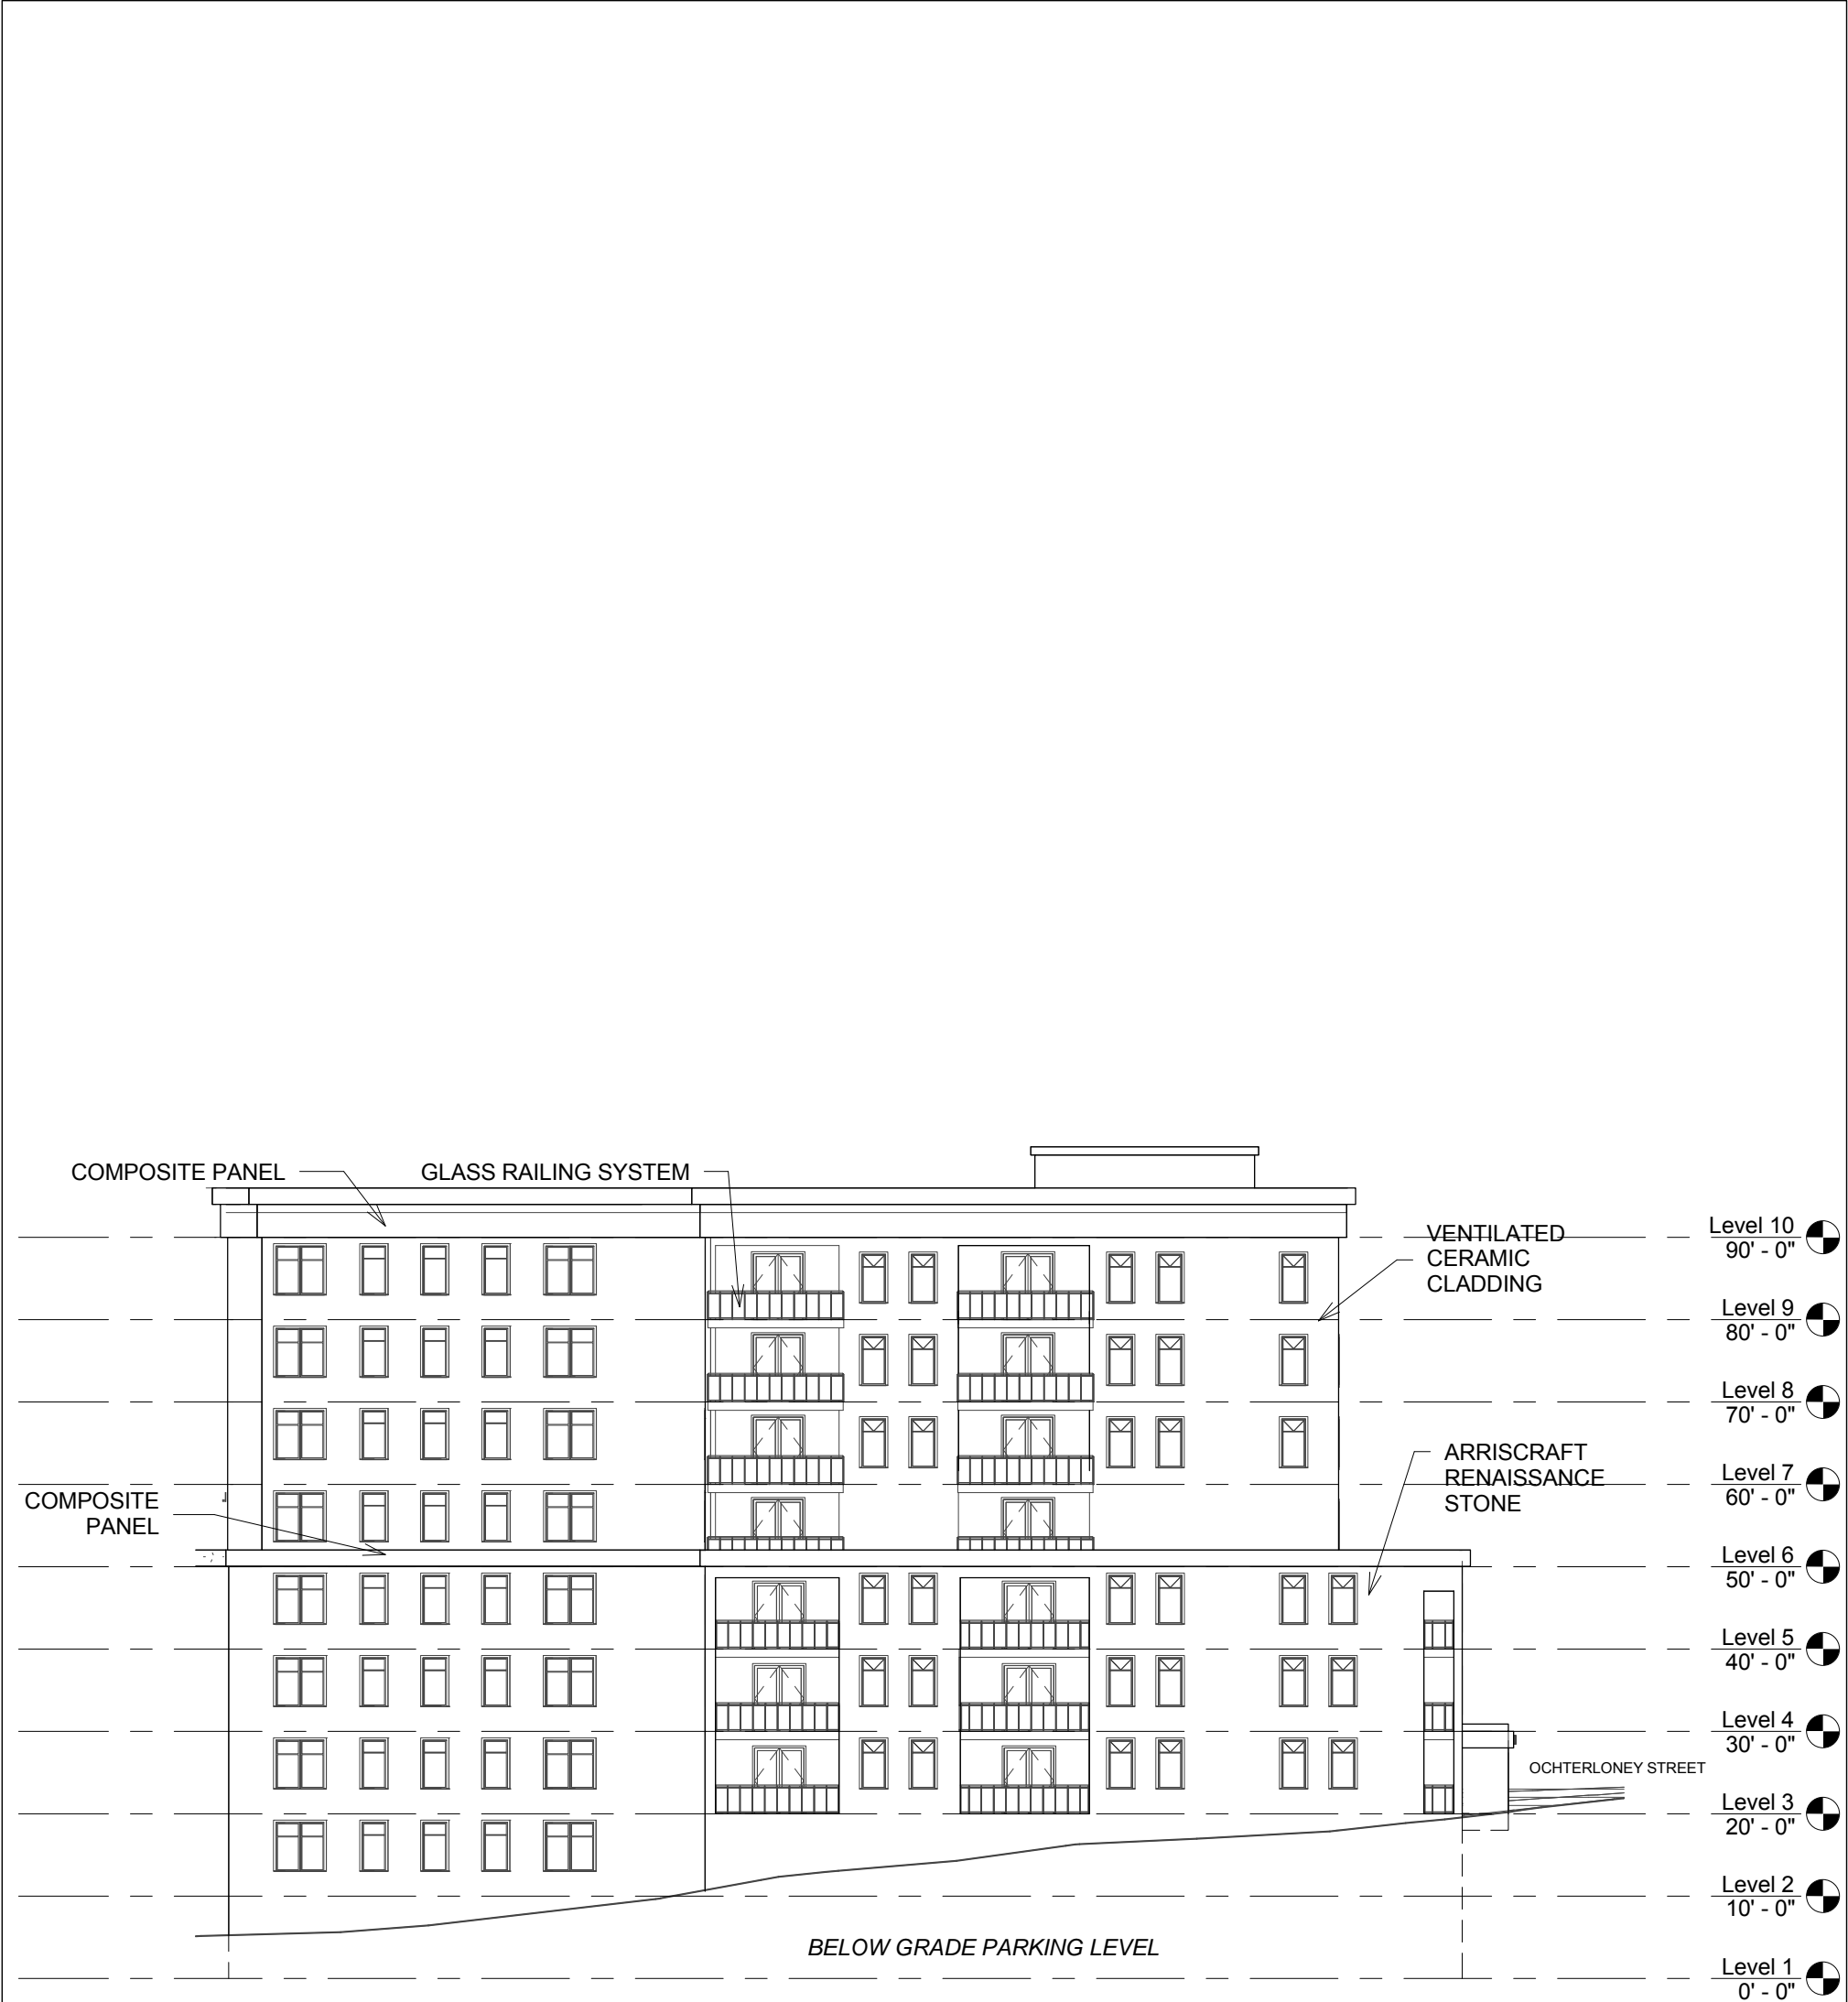 COMPOSITE PANEL
GLASS RAILING SYSTEM
VENTILATED
CERAMIC
CLADDING
Level 10
90' - 0"
Level 9
80' - 0"
Level 8
70' - 0"
ARRISCRAFT
RENAISSANCE
STONE
Level 7
60' - 0"
COMPOSITE
PANEL
Level 6
50' - 0"
Level 5
40' - 0"
Level 4
30' - 0"
OCHTERLONEY STREET
Level 3
20' - 0"
Level 2
10' - 0"
BELOW GRADE PARKING LEVEL
Level 1
0' - 0"